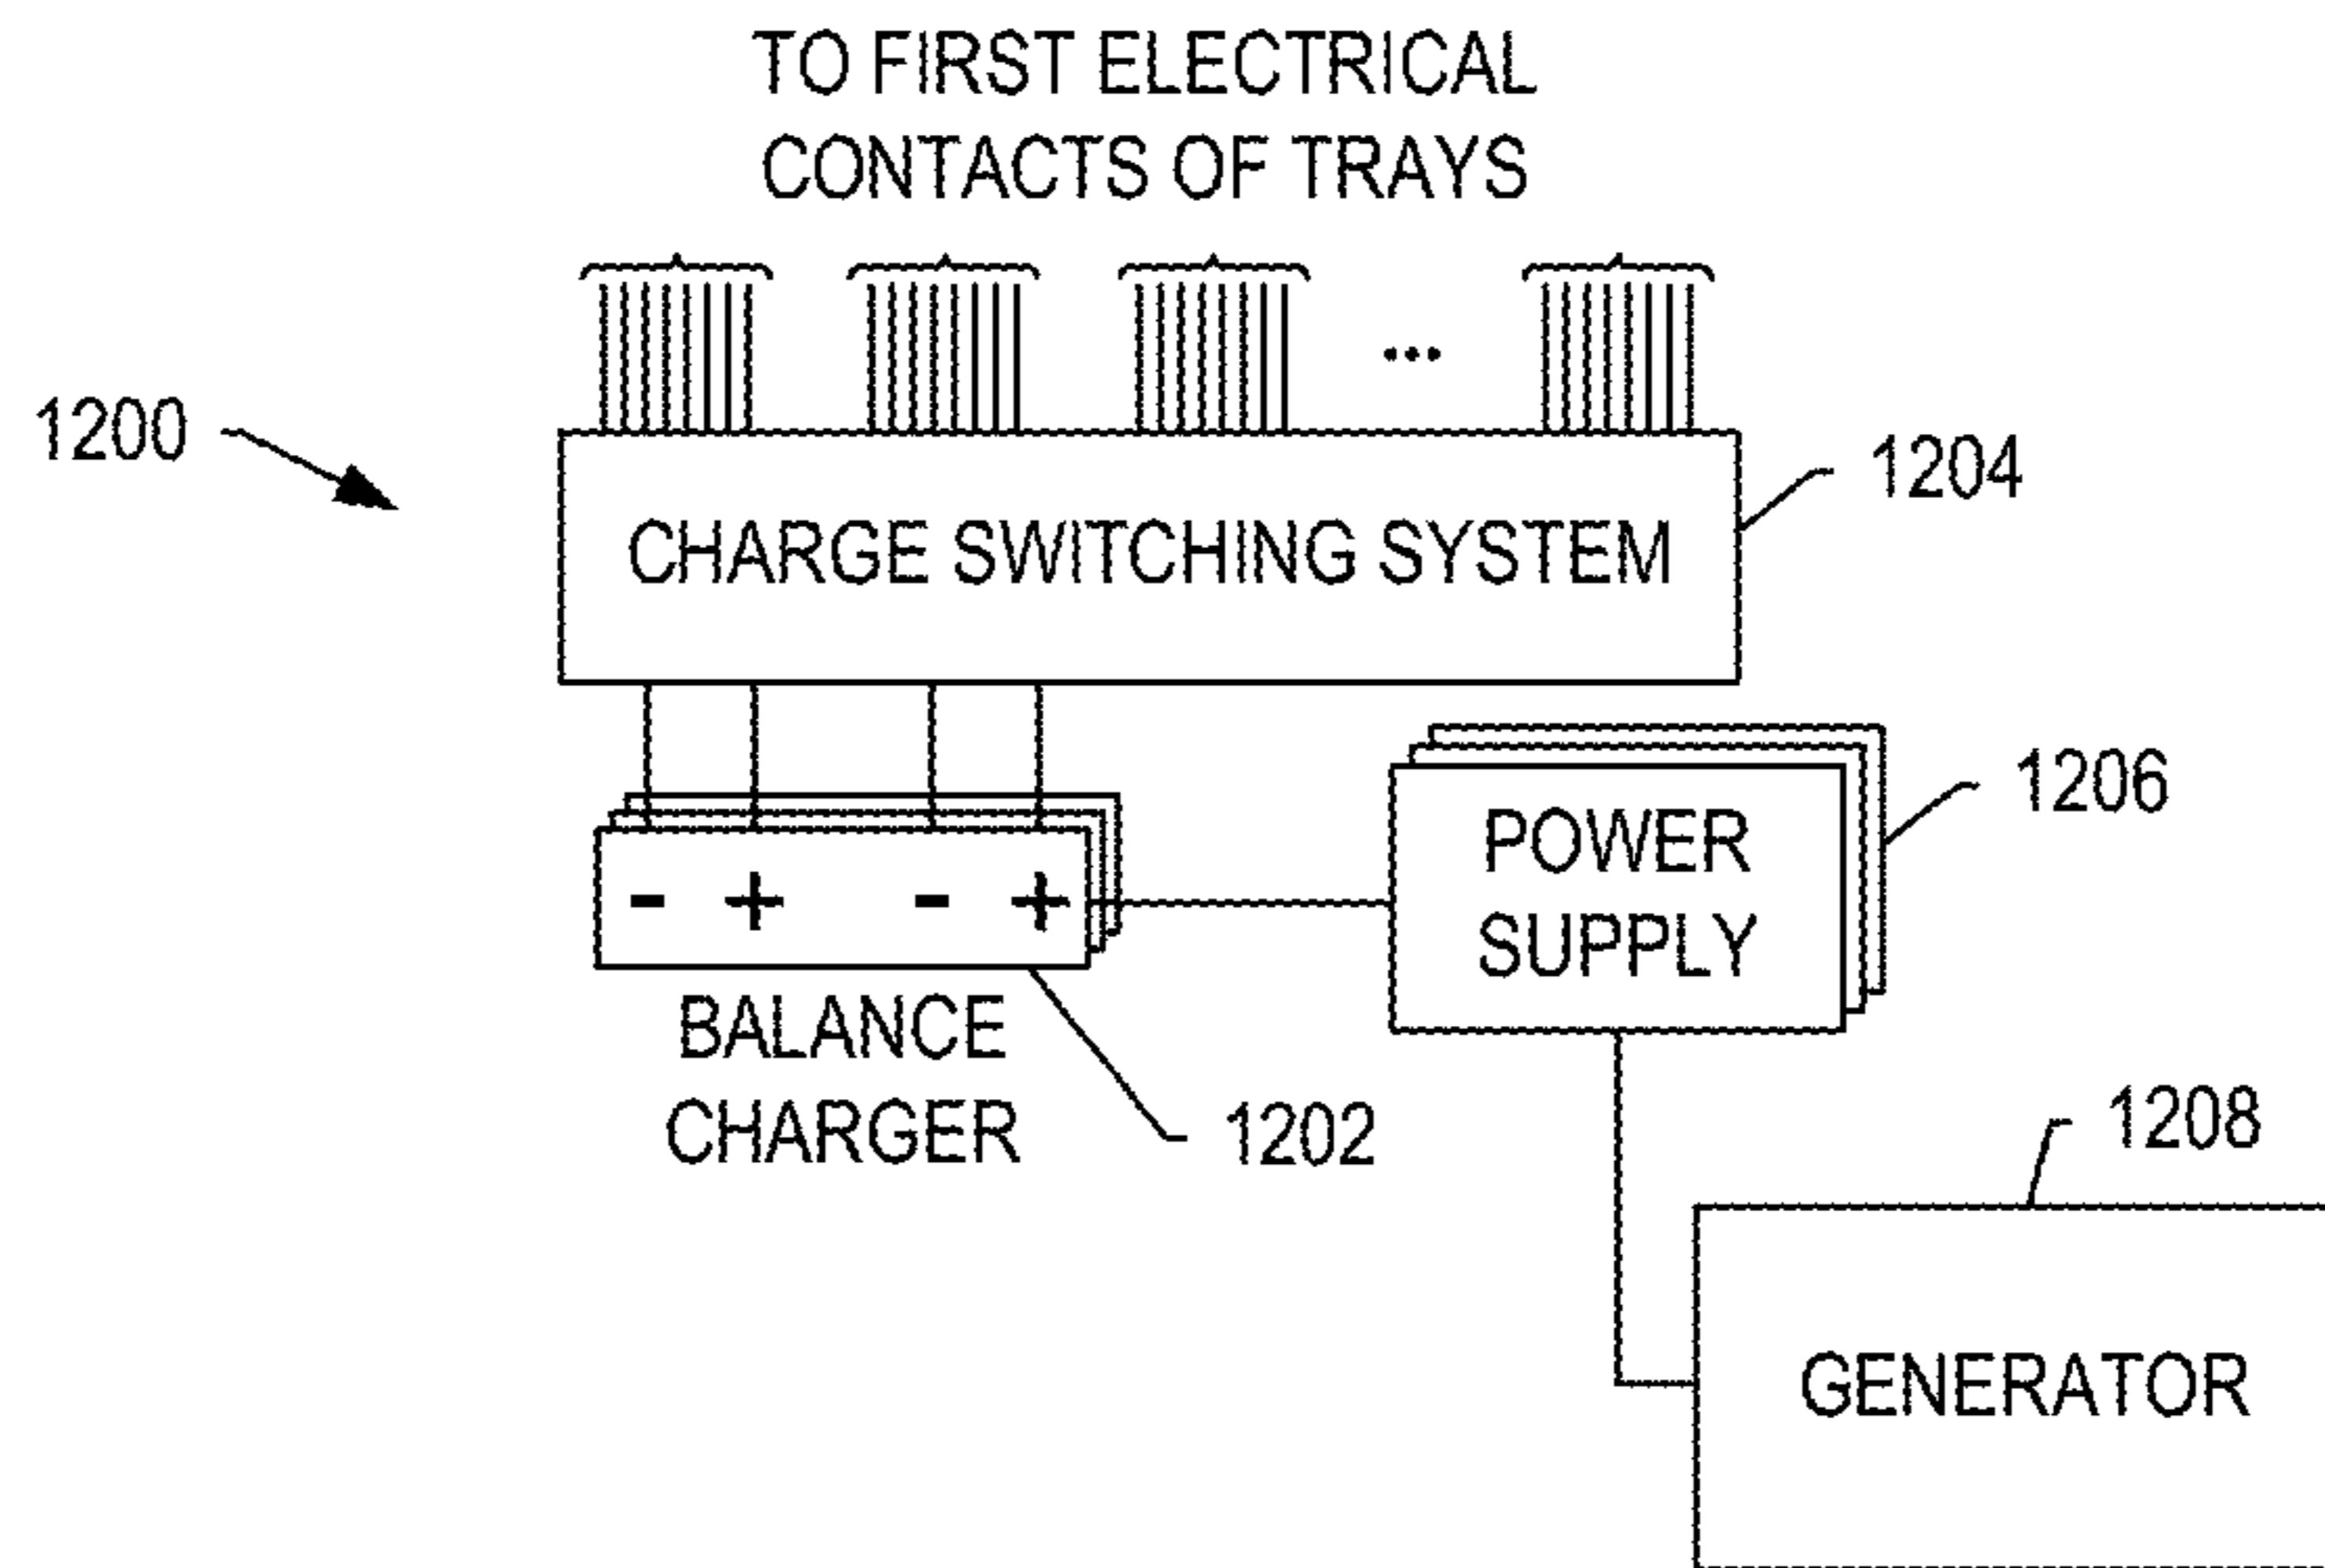 TO FIRST ELECTRICAL
CONTACTS OF TRAYS
...
1200
1204
CHARGE SWITCHING SYSTEM
1206
POWER
SUPPLY
- + - +
BALANCE
CHARGER
1202
1208
GENERATOR